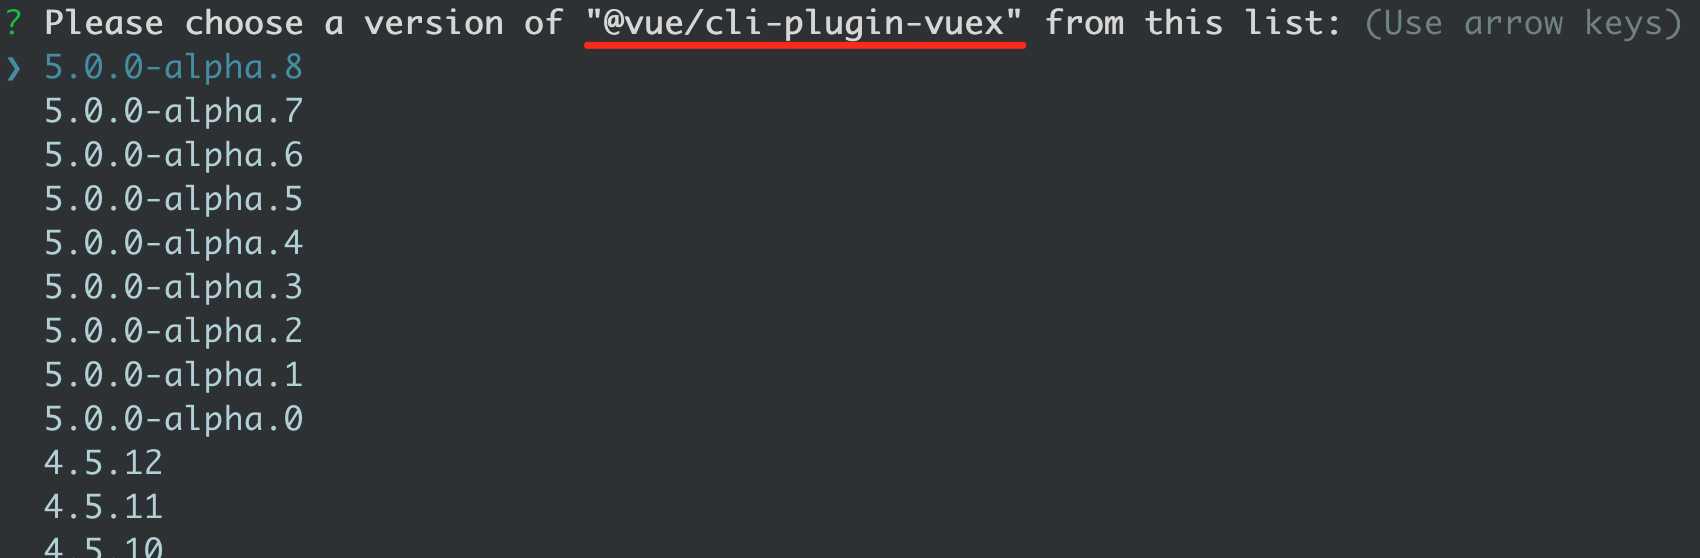 ? Please choose a version of "@vue/cli-plugin-vuex" from this list: (Use arrow keys)
❯ 5.0.0-alpha.8
5.0.0-alpha.7
5.0.0-alpha.6
5.0.0-alpha.5
5.0.0-alpha.4
5.0.0-alpha.3
5.0.0-alpha.2
5.0.0-alpha.1
5.0.0-alpha.0
4.5.12
4.5.11
4.5.10